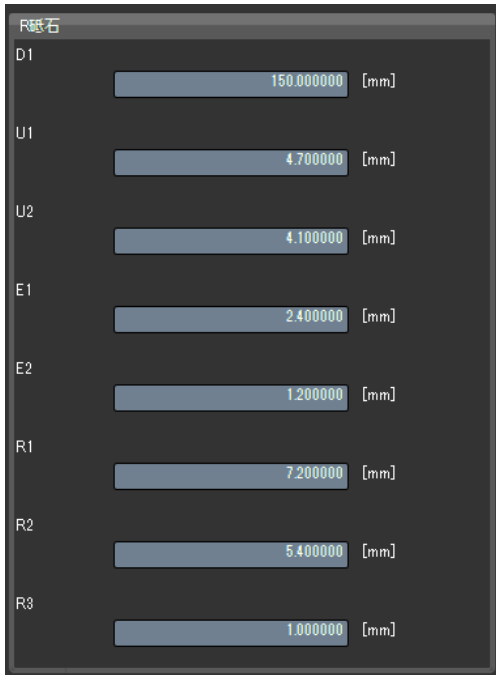 R砥石
D1
150.000000 [mm]
U1
4.700000 [mm]
U2
4.100000 [mm]
E1
2.400000 [mm]
E2
1.200000 [mm]
R1
7.200000 [mm]
R2
5.400000 [mm]
R3
1.000000 [mm]